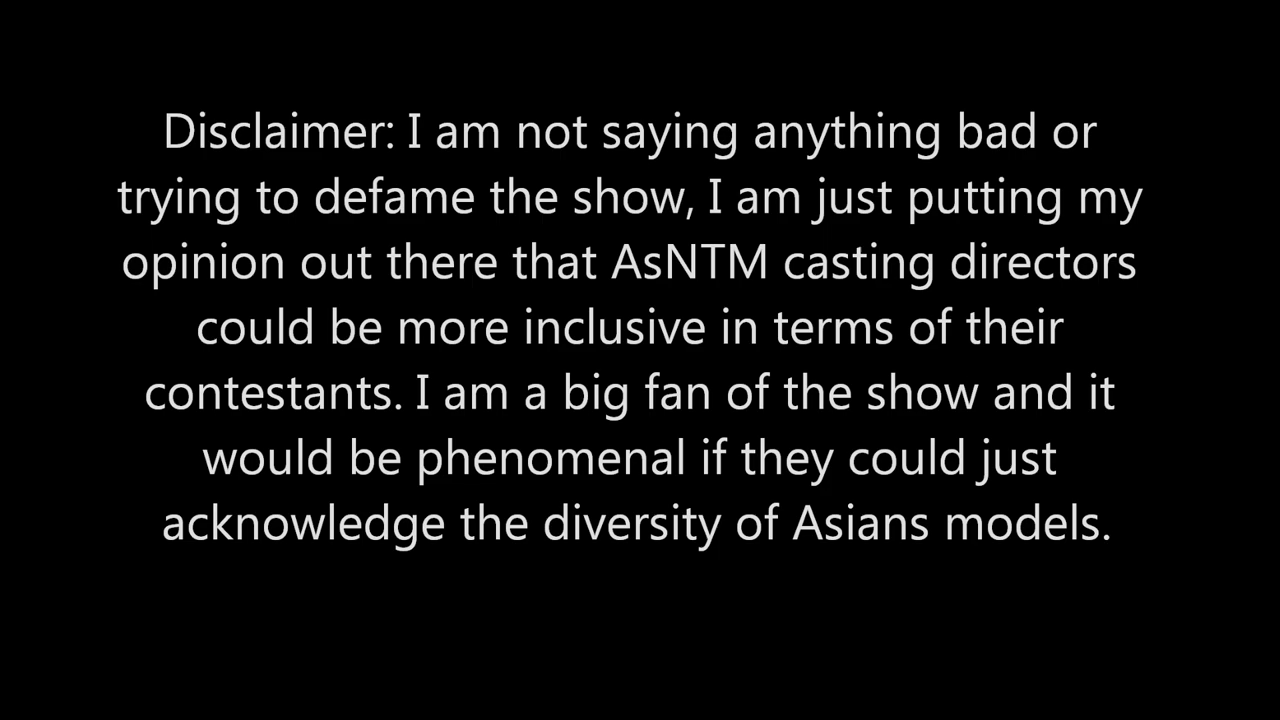 Disclaimer: I am not saying anything bad or
trying to defame the show, I am just putting my
opinion out there that AsNTM casting directors
could be more inclusive in terms of their
contestants. I am a big fan of the show and it
would be phenomenal if they could just
acknowledge the diversity of Asians models.